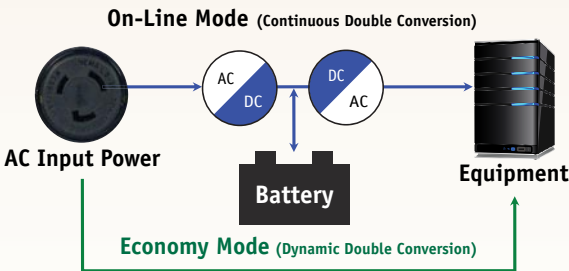 On-Line Mode (Continuous Double Conversion)
AC
DC
DC
AC
AC Input Power
Battery
Equipment
Economy Mode (Dynamic Double Conversion)